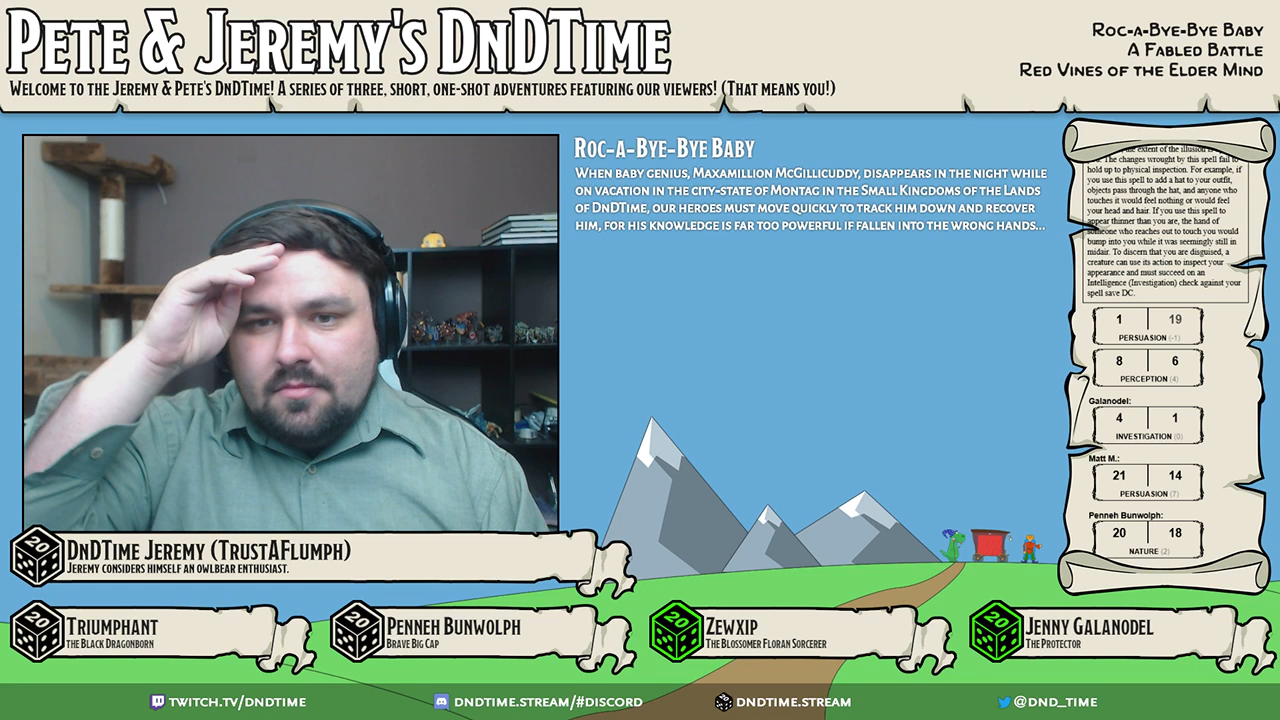 Pete & Jeremy's DnDTime
Welcome to the Jeremy & Pete's DnDTime! A series of three, short, one-shot adventures featuring our viewers! (That means you!)
Roc-a-Bye-Bye Baby
A Fabled Battle
Red Vines of the Elder Mind
Roc-a-Bye-Bye Baby
When baby genius, Maxamillion McGillicuddy, disappears in the night while
on vacation in the city-state of Montag in the Small Kingdoms of the Lands
of DnDTime, our heroes must move quickly to track him down and recover
him, for his knowledge is far too powerful if fallen into the wrong hands...
the extent of the illusion is
The changes wrought by this spell fail to
hold up to physical inspection. For example, if
you use this spell to add a hat to your outfit,
objects pass through the hat, and anyone who
touches it would feel nothing or would feel
your head and hair. If you use this spell to
appear thinner than you are, the hand of
someone who reaches out to touch you would
bump into you while it was seemingly still in
midair. To discern that you are disguised, a
creature can use its action to inspect your
appearance and must succeed on an
Intelligence (Investigation) check against your
spell save DC.
1 19
PERSUASION (-1)
8 6
PERCEPTION (4)
Galanodel:
4 1
INVESTIGATION (0)
Matt M.:
21 14
PERSUASION (7)
Penneh Bunwolph:
20 18
NATURE (2)
20
DnDTime Jeremy (TrustAFlumph)
Jeremy considers himself an owlbear enthusiast.
20
Triumphant
the Black Dragonborn
20
Penneh Bunwolph
Brave Big Cap
20
Zewxip
The Blossomer Floran Sorcerer
20
Jenny Galanodel
The Protector
twitch.tv/dndtime
dndtime.stream/#discord
dndtime.stream
@dnd_time